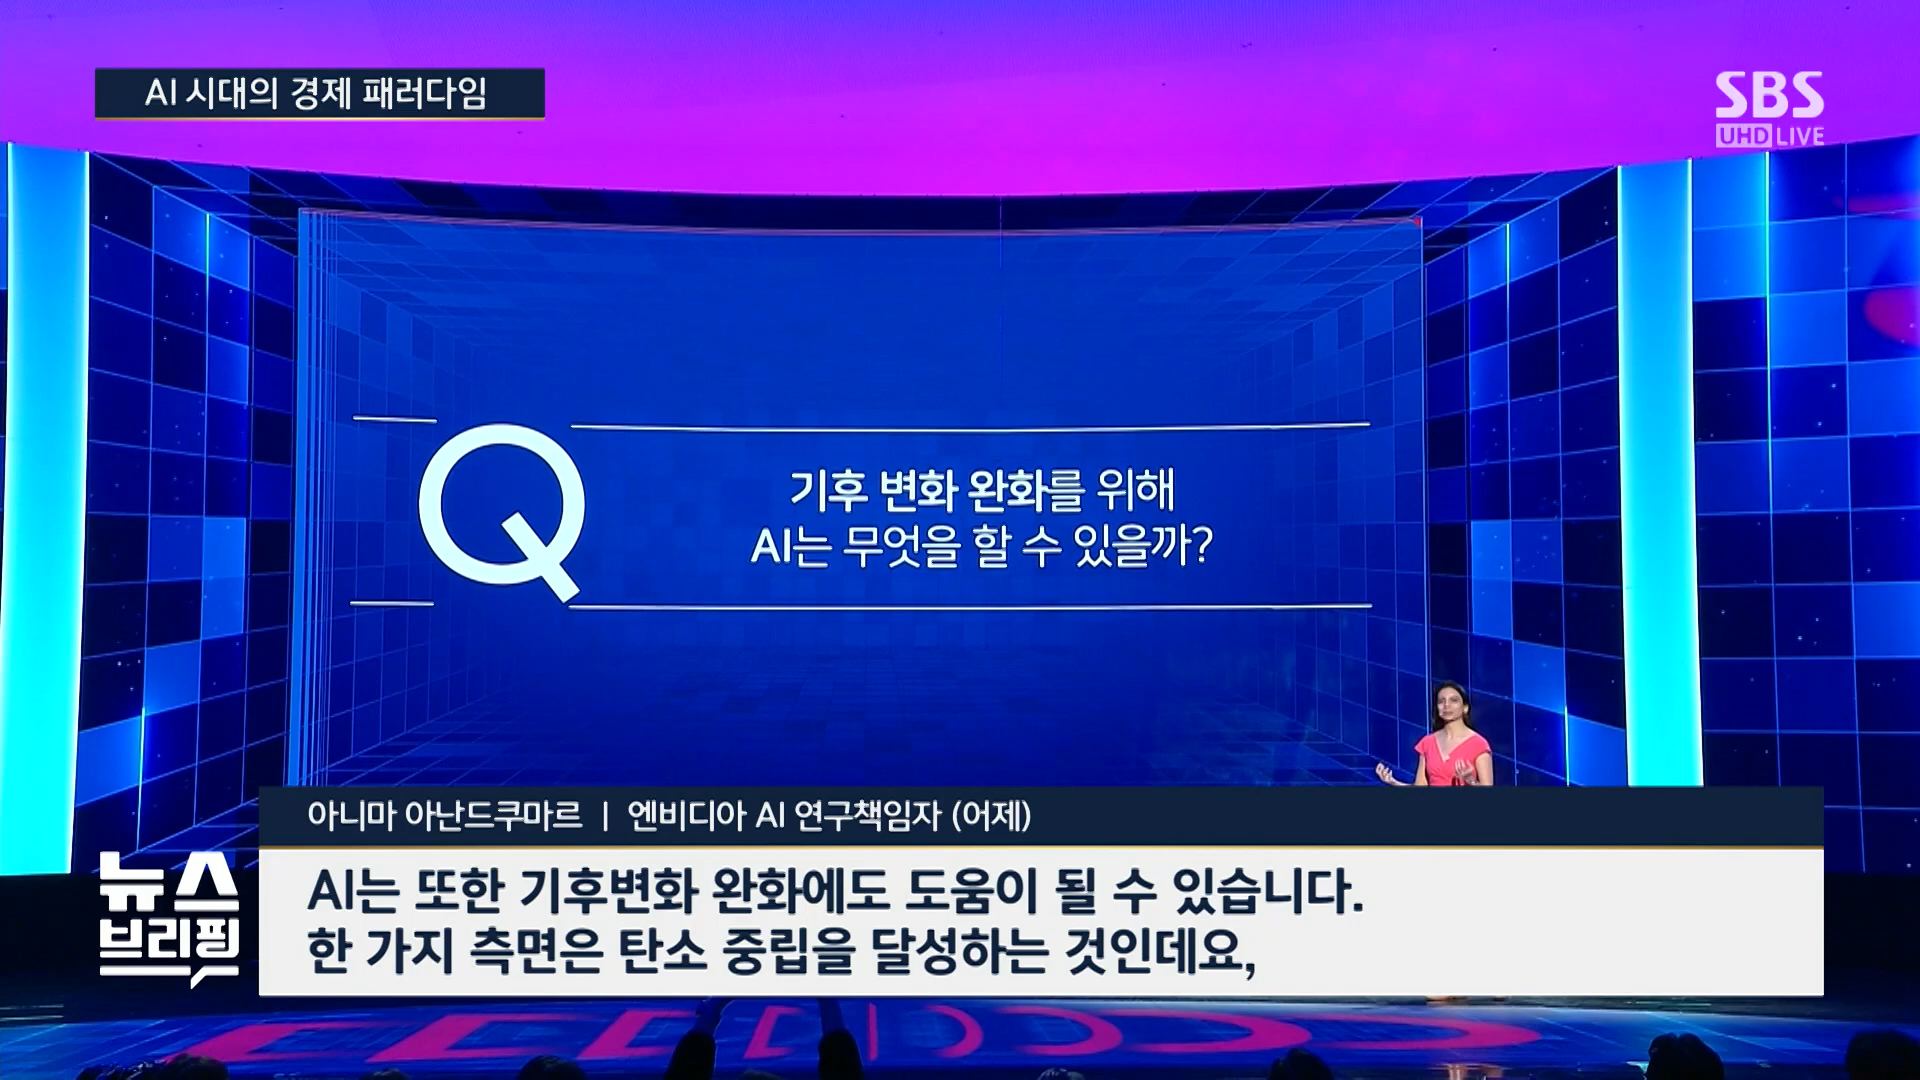 AI 시대의 경제 패러다임
SBS
UHD LIVE
Q
기후 변화 완화를 위해
AI는 무엇을 할 수 있을까?
아니마 아난드쿠마르 | 엔비디아 AI 연구책임자 (어제)
뉴스
브리핑
AI는 또한 기후변화 완화에도 도움이 될 수 있습니다.
한 가지 측면은 탄소 중립을 달성하는 것인데요,